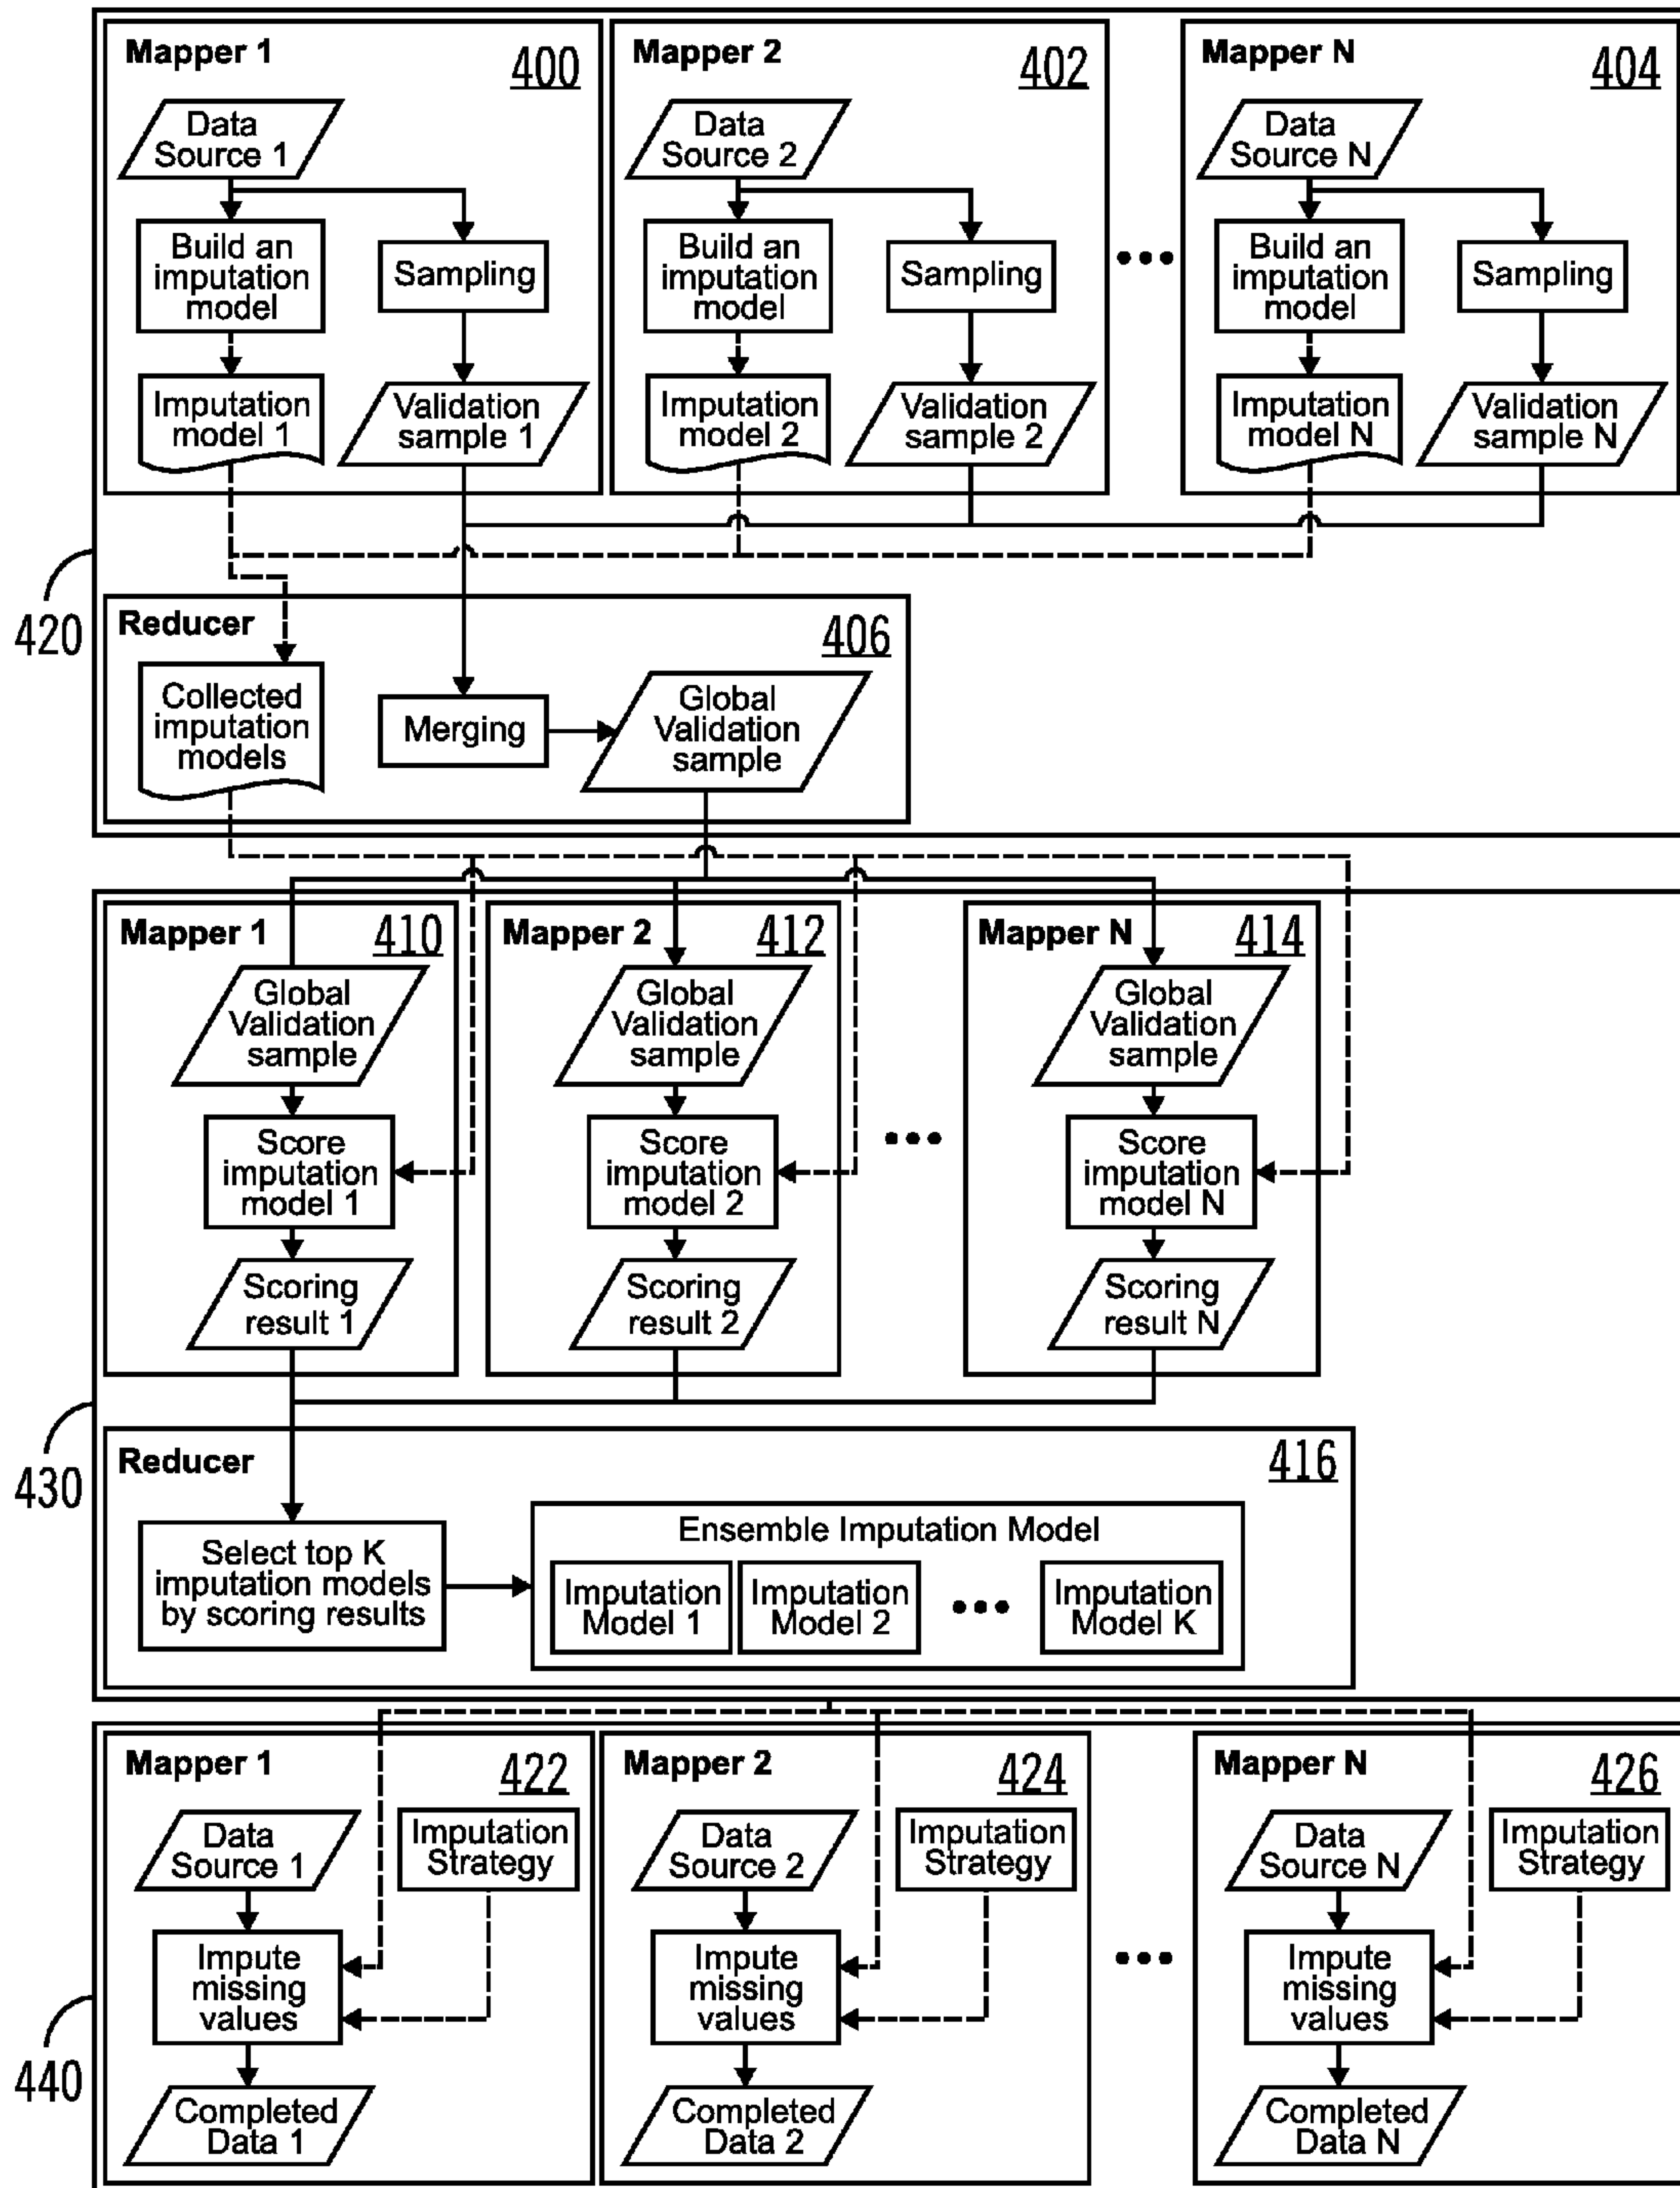 Mapper 1
400
Data
Source 1
Build an
imputation
model
Sampling
Imputation
model 1
Validation
sample 1
Mapper 2
402
Data
Source 2
Build an
imputation
model
Sampling
Imputation
model 2
Validation
sample 2
Mapper N
404
Data
Source N
Build an
imputation
model
Sampling
Imputation
model N
Validation
sample N
420
Reducer
406
Collected
imputation
models
Merging
Global
Validation
sample
Mapper 1
410
Global
Validation
sample
Score
imputation
model 1
Scoring
result 1
Mapper 2
412
Global
Validation
sample
Score
imputation
model 2
Scoring
result 2
Mapper N
414
Global
Validation
sample
Score
imputation
model N
Scoring
result N
430
Reducer
416
Select top K
imputation models
by scoring results
Ensemble Imputation Model
Imputation
Model 1
Imputation
Model 2
Imputation
Model K
Mapper 1
422
Data
Source 1
Imputation
Strategy
Impute
missing
values
Completed
Data 1
Mapper 2
424
Data
Source 2
Imputation
Strategy
Impute
missing
values
Completed
Data 2
Mapper N
426
Data
Source N
Imputation
Strategy
Impute
missing
values
Completed
Data N
440